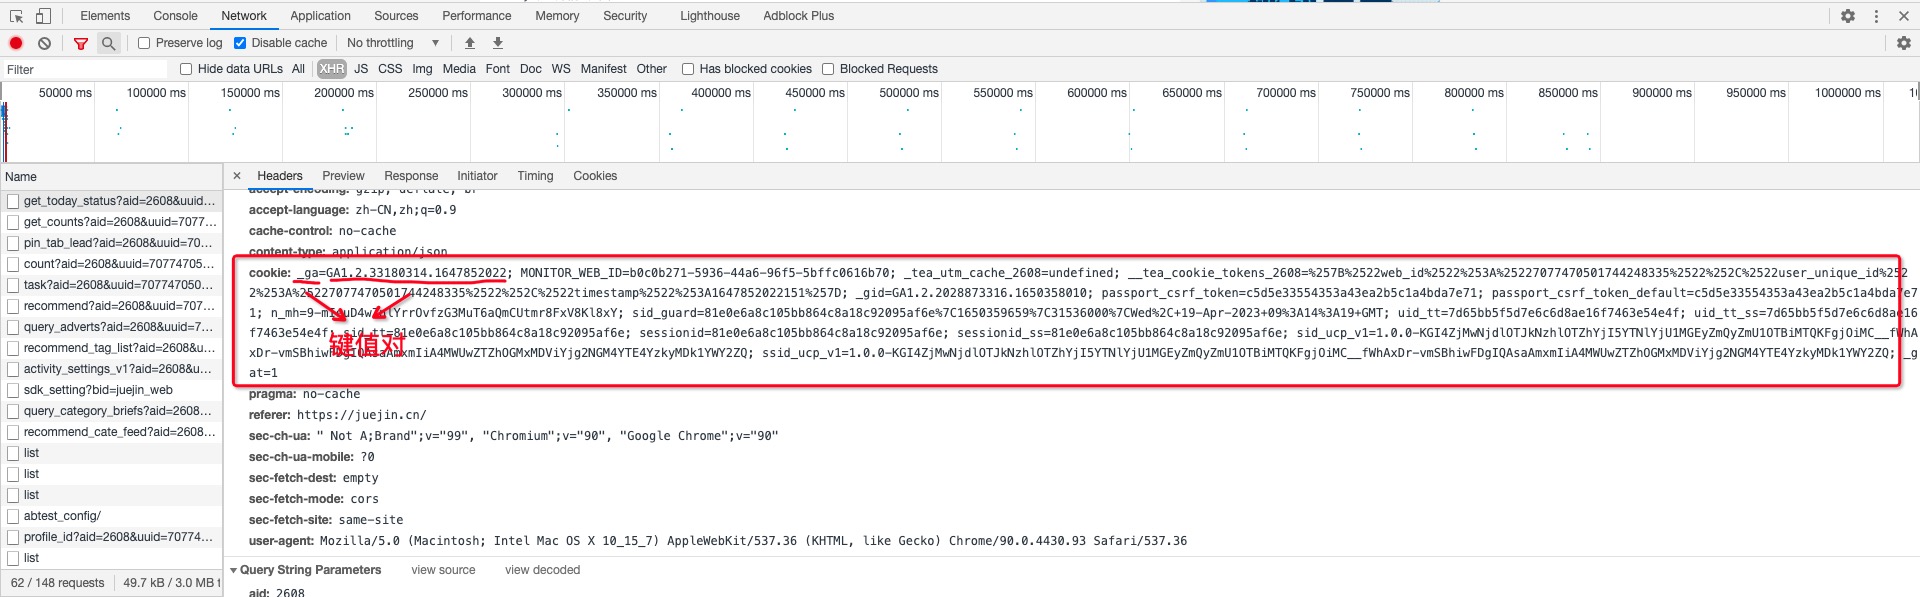 Elements Console Network Application Sources Performance Memory Security Lighthouse Adblock Plus
Preserve log Disable cache No throttling
Filter Hide data URLs All XHR JS CSS Img Media Font Doc WS Manifest Other Has blocked cookies Blocked Requests
50000 ms 100000 ms 150000 ms 200000 ms 250000 ms 300000 ms 350000 ms 400000 ms 450000 ms 500000 ms 550000 ms 600000 ms 650000 ms 700000 ms 750000 ms 800000 ms 850000 ms 900000 ms 950000 ms 1000000 ms
Name
get_today_status?aid=2608&uuid...
get_counts?aid=2608&uuid=7077...
pin_tab_lead?aid=2608&uuid=70...
count?aid=2608&uuid=70774705...
task?aid=2608&uuid=707747050...
recommend?aid=2608&uuid=707...
query_adverts?aid=2608&uuid=7...
recommend_tag_list?aid=2608&u...
activity_settings_v1?aid=2608&u...
sdk_setting?bid=juejin_web
query_category_briefs?aid=2608...
recommend_cate_feed?aid=2608...
list
list
list
abtest_config/
profile_id?aid=2608&uuid=70774...
list
62 / 148 requests 49.7 kB / 3.0 MB t
× Headers Preview Response Initiator Timing Cookies
accept-encoding: gzip, deflate, br
accept-language: zh-CN,zh;q=0.9
cache-control: no-cache
content-type: application/json
cookie: _ga=GA1.2.33180314.1647852022; MONITOR_WEB_ID=b0c0b271-5936-44a6-96f5-5bffc0616b70; _tea_utm_cache_2608=undefined; __tea_cookie_tokens_2608=%257B%2522web_id%2522%253A%25227077470501744248335%2522%252C%2522user_unique_id%252
2%253A%25227077470501744248335%2522%252C%2522timestamp%2522%253A1647852022151%257D; _gid=GA1.2.2028873316.1650358010; passport_csrf_token=c5d5e33554353a43ea2b5c1a4bda7e71; passport_csrf_token_default=c5d5e33554353a43ea2b5c1a4bda7e7
1; sid_guard=81e0e6a8c105bb864c8a18c92095af6e%7C1650359659%7C31536000%7CWed%2C+19-Apr-2023+09%3A14%3A19+GMT; uid_tt=7d65bb5f5d7e6c6d8ae16f7463e54e4f; uid_tt_ss=7d65bb5f5d7e6c6d8ae16
f7463e54e4f; sid_tt=81e0e6a8c105bb864c8a18c92095af6e; sessionid=81e0e6a8c105bb864c8a18c92095af6e; sessionid_ss=81e0e6a8c105bb864c8a18c92095af6e; sid_ucp_v1=1.0.0-KGI4ZjMwNjdlOTJkNzhlOTZhYjI5YTNlYjU1MGEyZmQyZmU1OTBiMTQKFgjOiMC__fWhA
ssid_ucp_v1=1.0.0-KGI4ZjMwNjdlOTJkNzhlOTZhYjI5YTNlYjU1MGEyZmQyZmU1OTBiMTQKFgjOiMC__fWhAxDr-vmSBhiwFDgIQAsaAmxmIiA4MWUwZTZhOGMxMDViYjg2NGM4YTE4YzkyMDk1YWY2ZQ; _g
at=1
键值对
pragma: no-cache
referer: https://juejin.cn/
sec-ch-ua: " Not A;Brand";v="99", "Chromium";v="90", "Google Chrome";v="90"
sec-ch-ua-mobile: ?0
sec-fetch-dest: empty
sec-fetch-mode: cors
sec-fetch-site: same-site
user-agent: Mozilla/5.0 (Macintosh; Intel Mac OS X 10_15_7) AppleWebKit/537.36 (KHTML, like Gecko) Chrome/90.0.4430.93 Safari/537.36
Query String Parameters view source view decoded
aid: 2608